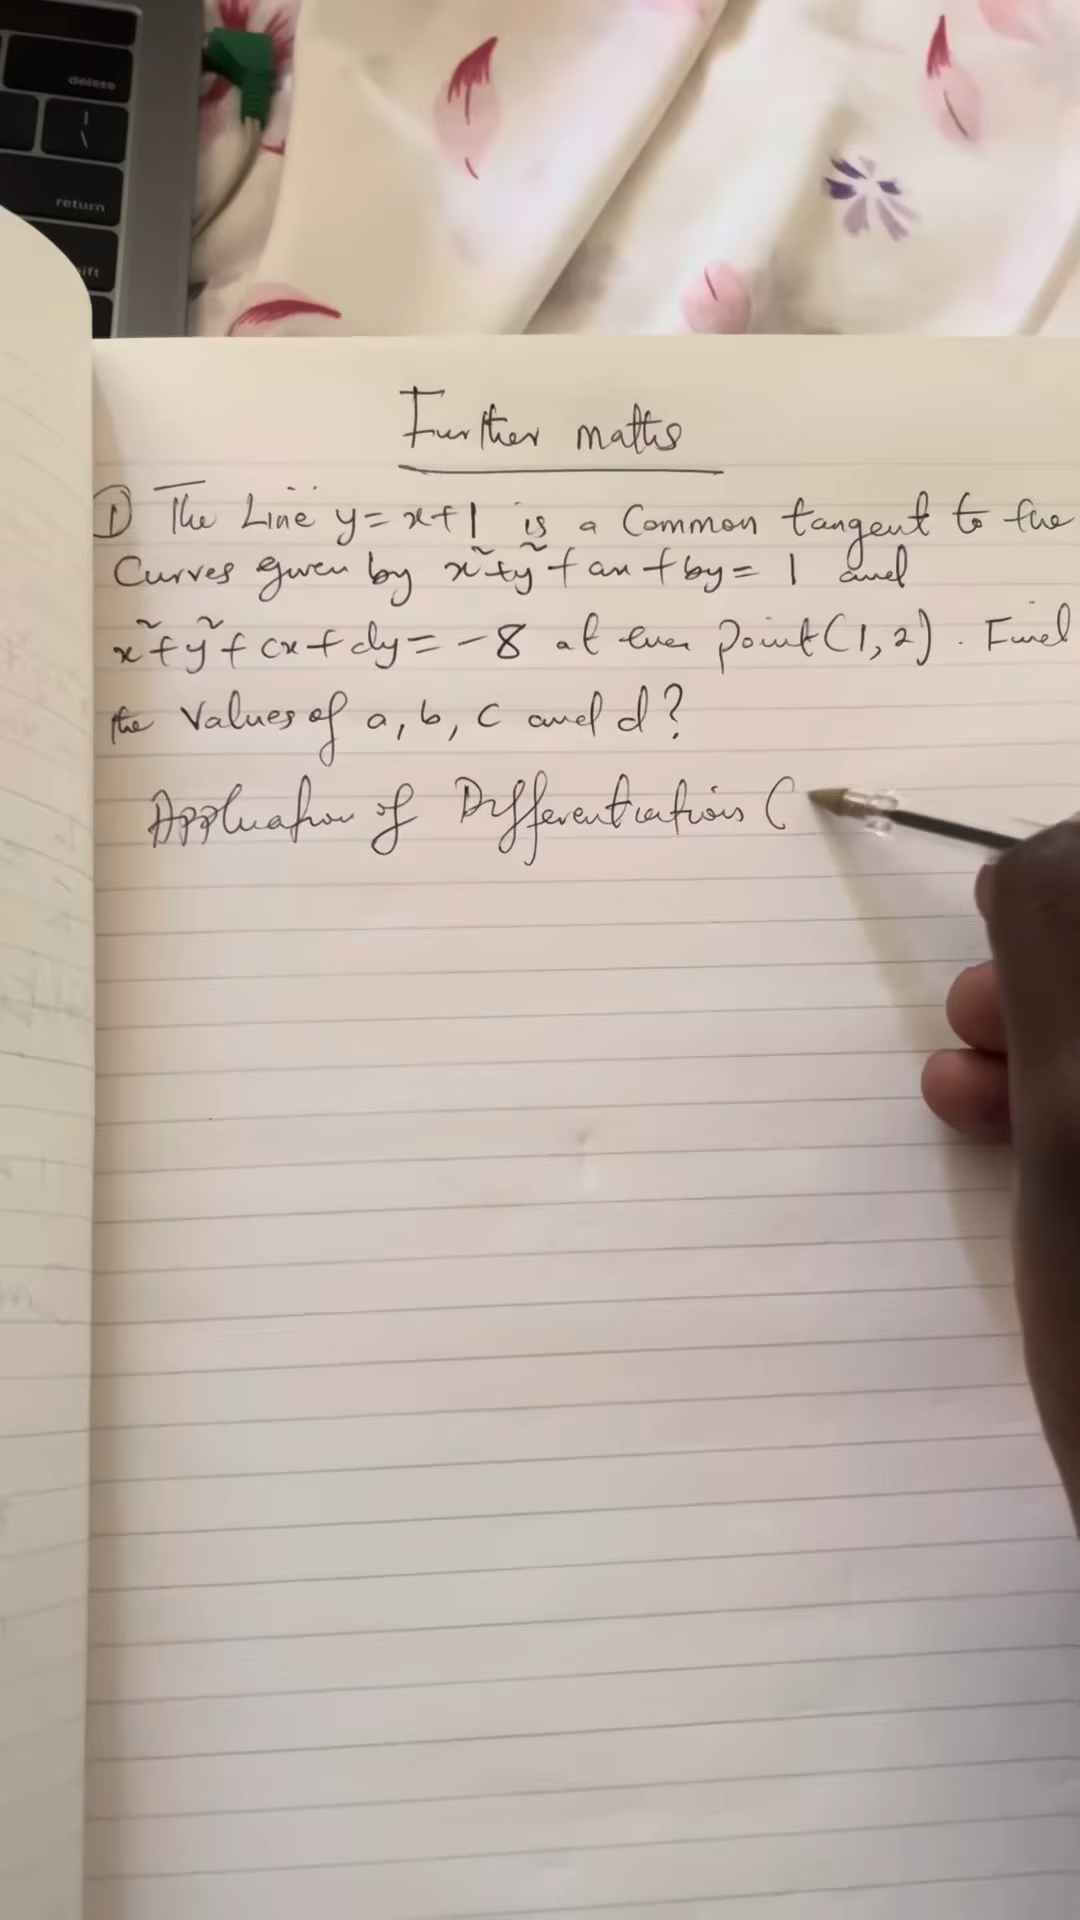 delete
|
\
return
Further maths
① The Line y = x+1 is a Common tangent to the
Curves given by x²+y²+ax+by= 1 and
x²+y²+cx+dy= -8 at point (1,2). Find
the Values of a, b, c and d?
Application of Differentiation (